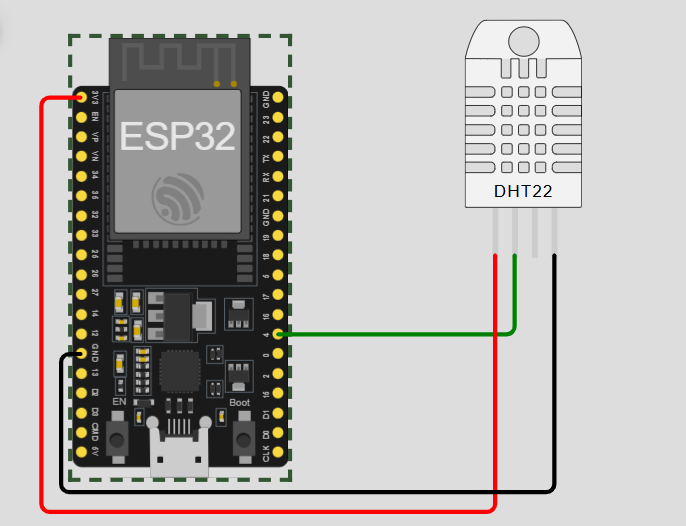 ESP32
3V3
EN
VP
VN
34
35
32
33
25
26
27
14
12
GND
13
D2
D3
CMD
5V
GND
23
22
TX
RX
21
GND
19
18
5
17
16
4
0
2
15
D1
D0
CLK
EN
Boot
DHT22